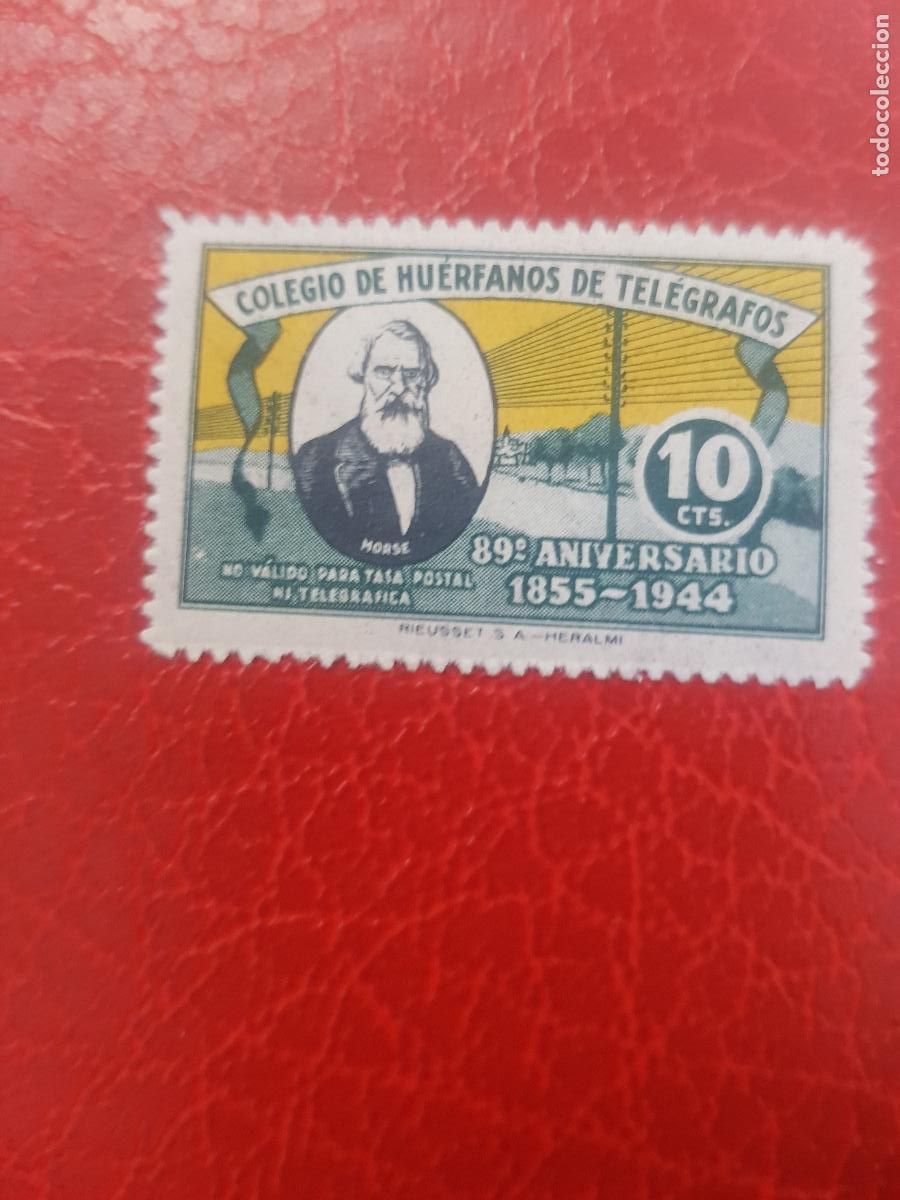 todocoleccion
COLEGIO DE HUÉRFANOS DE TELÉGRAFOS
10
CTS.
MORSE
89º ANIVERSARIO
1855~1944
NO VÁLIDO PARA TASA POSTAL
NI TELEGRAFICA
RIEUSSET S A-HERALMI